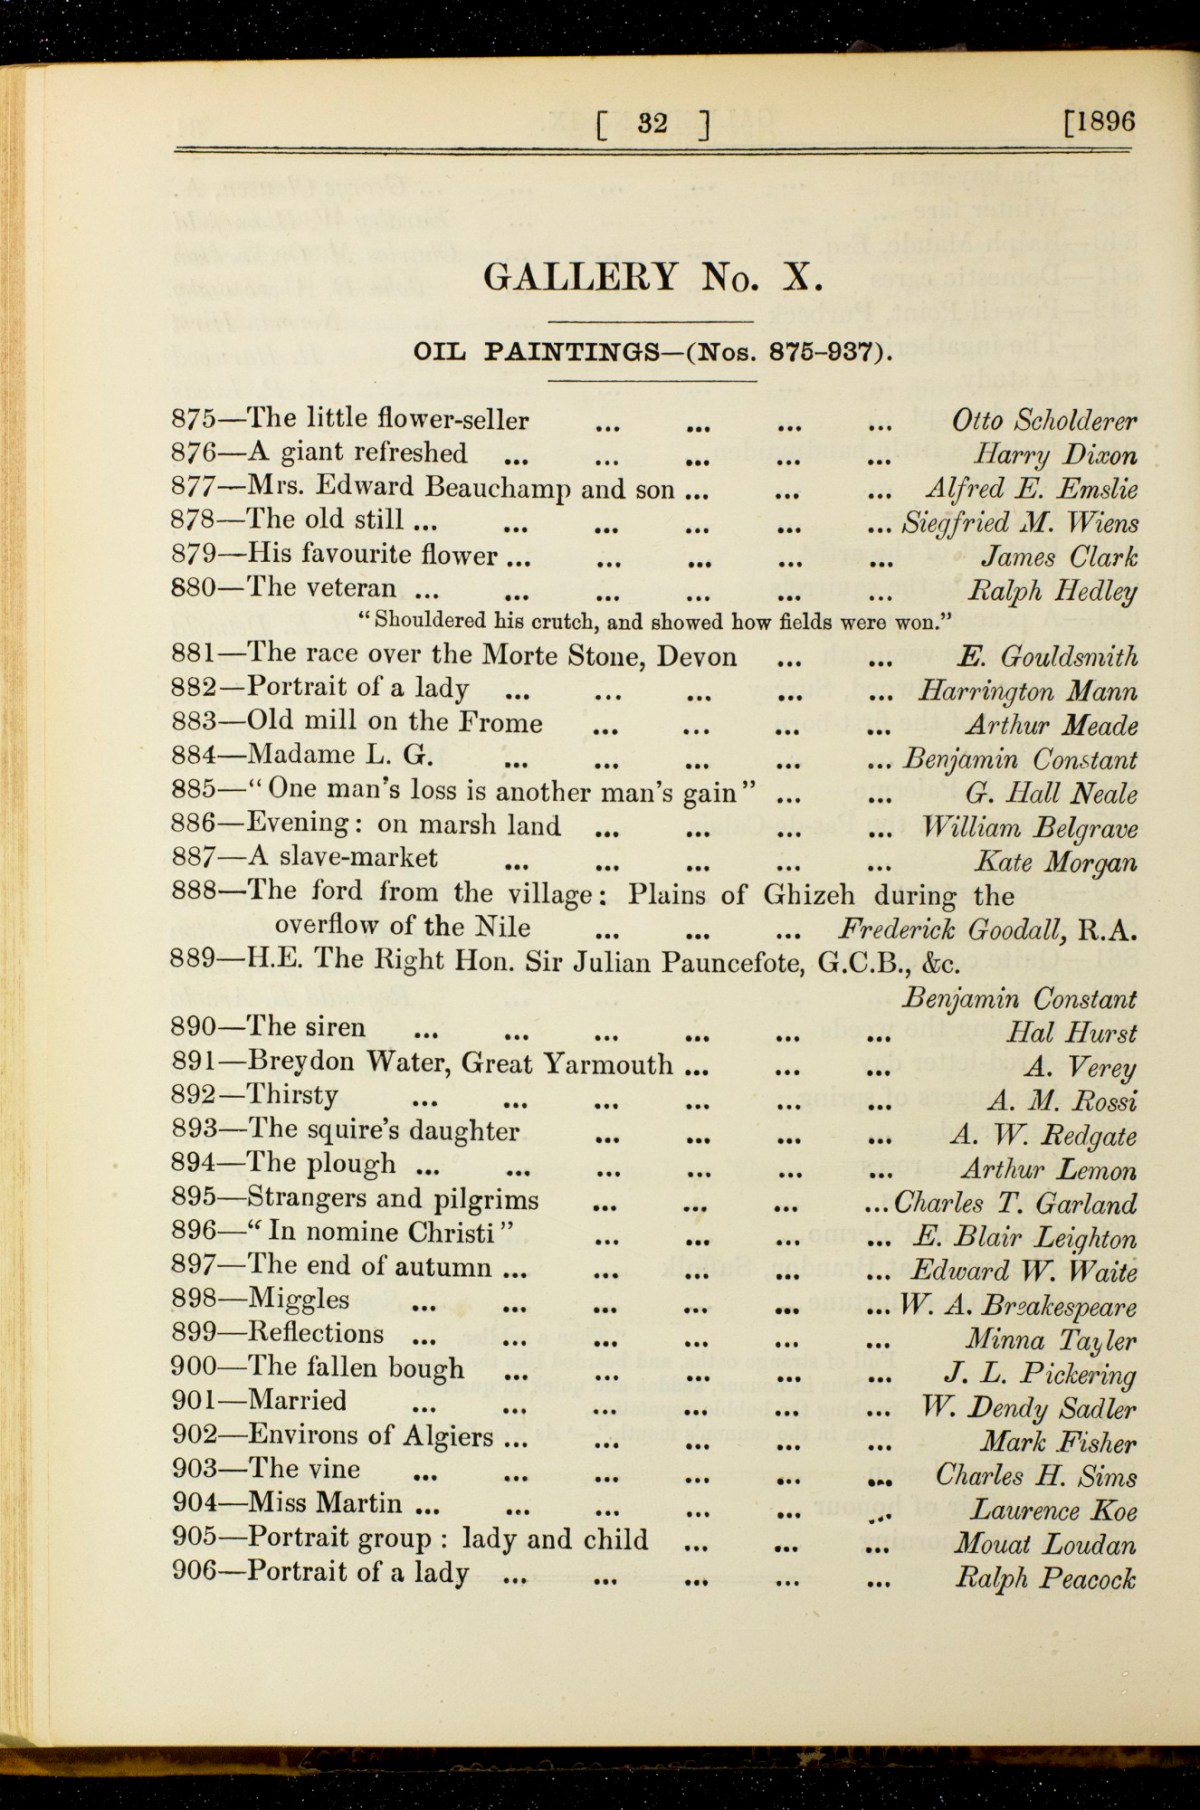 [ 32 ] [1896
GALLERY No. X.
OIL PAINTINGS—(Nos. 875-937).
875—The little flower-seller ... ... ... ... Otto Scholderer
876—A giant refreshed ... ... ... ... ... Harry Dixon
877—Mrs. Edward Beauchamp and son ... ... ... Alfred E. Emslie
878—The old still ... ... ... ... ... ... Siegfried M. Wiens
879—His favourite flower ... ... ... ... ... James Clark
880—The veteran ... ... ... ... ... ... Ralph Hedley
“Shouldered his crutch, and showed how fields were won.”
881—The race over the Morte Stone, Devon ... ... E. Gouldsmith
882—Portrait of a lady ... ... ... ... ... Harrington Mann
883—Old mill on the Frome ... ... ... ... Arthur Meade
884—Madame L. G. ... ... ... ... ... Benjamin Constant
885—“One man’s loss is another man’s gain” ... ... G. Hall Neale
886—Evening: on marsh land ... ... ... ... William Belgrave
887—A slave-market ... ... ... ... ... Kate Morgan
888—The ford from the village: Plains of Ghizeh during the
overflow of the Nile ... ... ... Frederick Goodall, R.A.
889—H.E. The Right Hon. Sir Julian Pauncefote, G.C.B., &c.
Benjamin Constant
890—The siren ... ... ... ... ... ... Hal Hurst
891—Breydon Water, Great Yarmouth ... ... ... A. Verey
892—Thirsty ... ... ... ... ... ... A. M. Rossi
893—The squire’s daughter ... ... ... ... A. W. Redgate
894—The plough ... ... ... ... ... ... Arthur Lemon
895—Strangers and pilgrims ... ... ... ... Charles T. Garland
896—“In nomine Christi” ... ... ... ... E. Blair Leighton
897—The end of autumn ... ... ... ... ... Edward W. Waite
898—Miggles ... ... ... ... ... ... W. A. Breakespeare
899—Reflections ... ... ... ... ... ... Minna Tayler
900—The fallen bough ... ... ... ... ... J. L. Pickering
901—Married ... ... ... ... ... ... W. Dendy Sadler
902—Environs of Algiers ... ... ... ... ... Mark Fisher
903—The vine ... ... ... ... ... ... Charles H. Sims
904—Miss Martin ... ... ... ... ... ... Laurence Koe
905—Portrait group : lady and child ... ... ... Mouat Loudan
906—Portrait of a lady ... ... ... ... ... Ralph Peacock